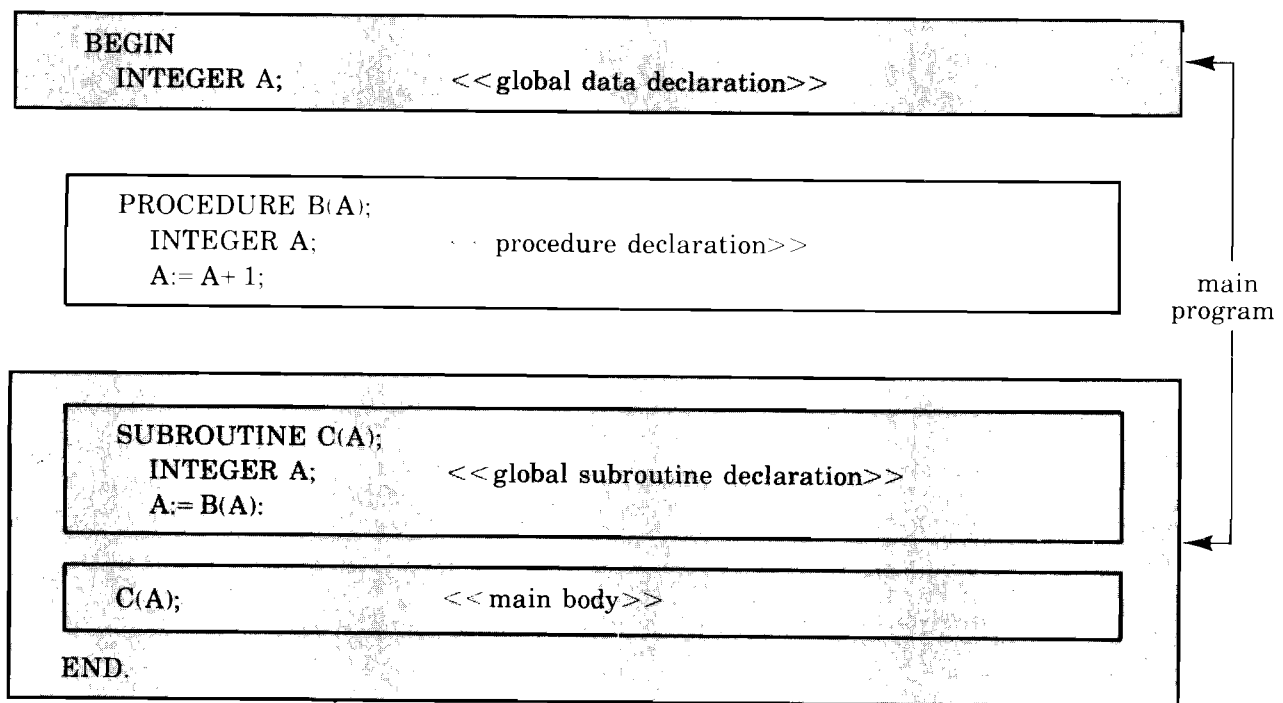 BEGIN
INTEGER A; <<global data declaration>>
PROCEDURE B(A);
INTEGER A; procedure declaration>>
A:= A+ 1;
main
program
SUBROUTINE C(A);
INTEGER A; <<global subroutine declaration>>
A:= B(A):
C(A); <<main body>>
END.